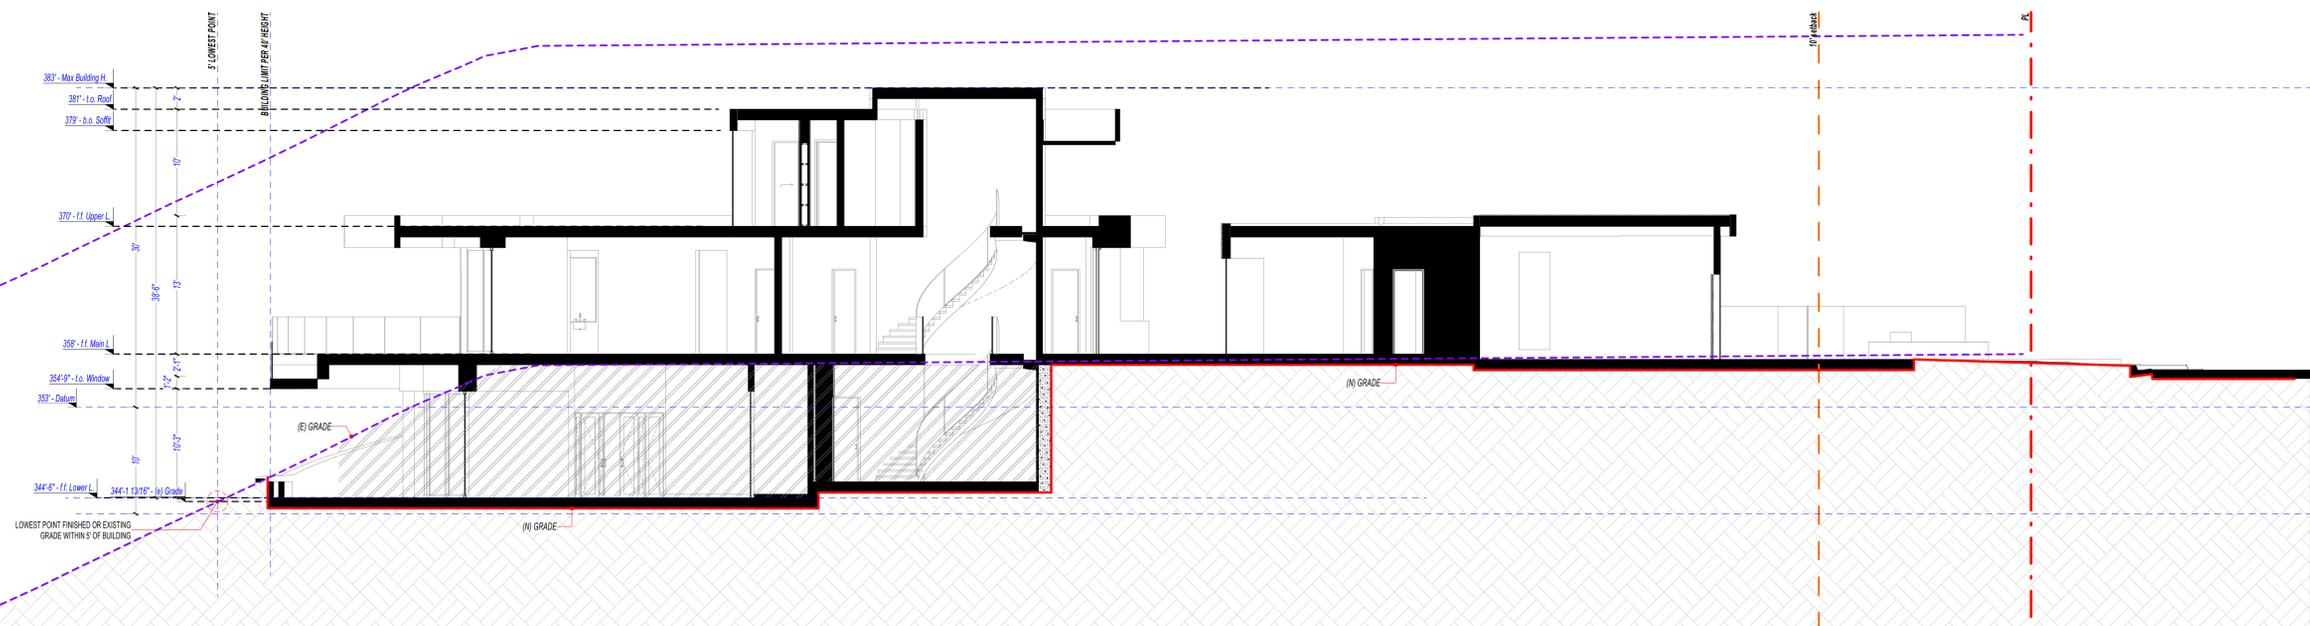 5' LOWEST POINT
BUILDING LIMIT PER 40' HEIGHT
10' setback
PL
383' - Max Building H.
381' - t.o. Roof
379' - b.o. Soffit
370' - f.f. Upper L.
358' - f.f. Main L
354'-9" - t.o. Window
353' - Datum
344'-6" - f.f. Lower L.
344'-1 13/16" - (e) Grade
2'
10'
30'
38'-6"
13'
2'-1"
1'-2"
10'-3"
10'
(E) GRADE
(N) GRADE
(N) GRADE
LOWEST POINT FINISHED OR EXISTING
GRADE WITHIN 5' OF BUILDING